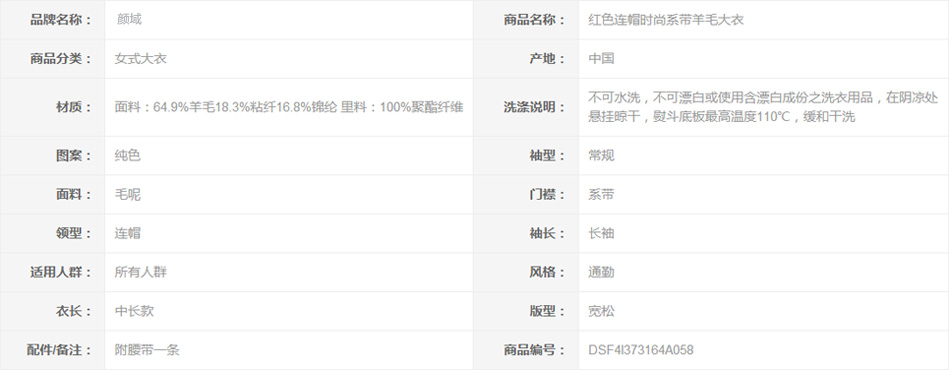 品牌名称： 颜域 商品名称： 红色连帽时尚系带羊毛大衣
商品分类： 女式大衣 产地： 中国
材质： 面料：64.9%羊毛18.3%粘纤16.8%锦纶 里料：100%聚酯纤维 洗涤说明： 不可水洗，不可漂白或使用含漂白成份之洗衣用品，在阴凉处
悬挂晾干，熨斗底板最高温度110℃，缓和干洗
图案： 纯色 袖型： 常规
面料： 毛呢 门襟： 系带
领型： 连帽 袖长： 长袖
适用人群： 所有人群 风格： 通勤
衣长： 中长款 版型： 宽松
配件/备注： 附腰带一条 商品编号： DSF4I373164A058